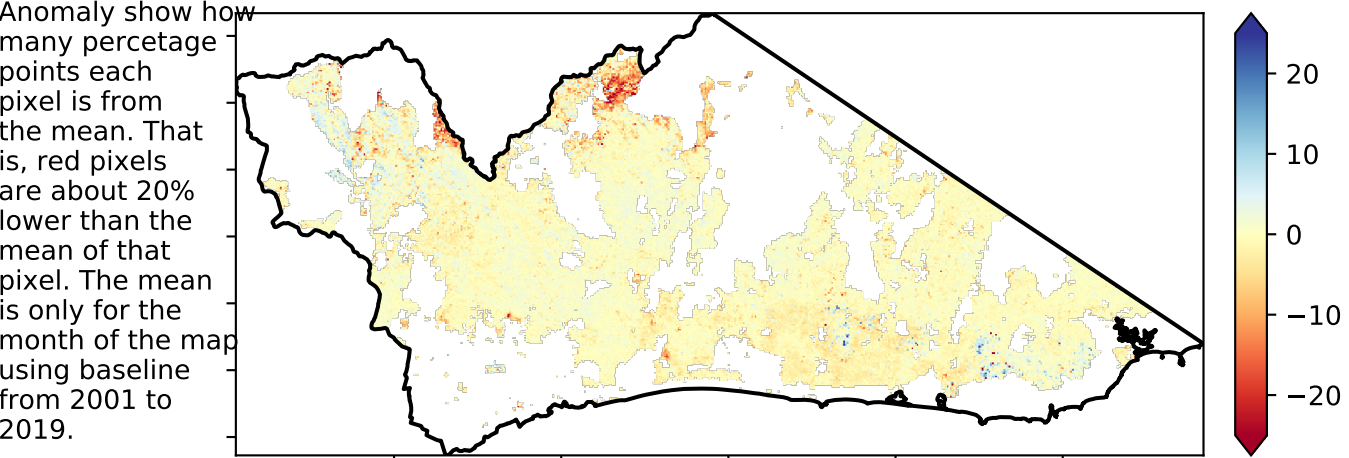 Anomaly show how
many percetage
points each
pixel is from
the mean. That
is, red pixels
are about 20%
lower than the
mean of that
pixel. The mean
is only for the
month of the map
using baseline
from 2001 to
2019.
20
10
0
−10
−20